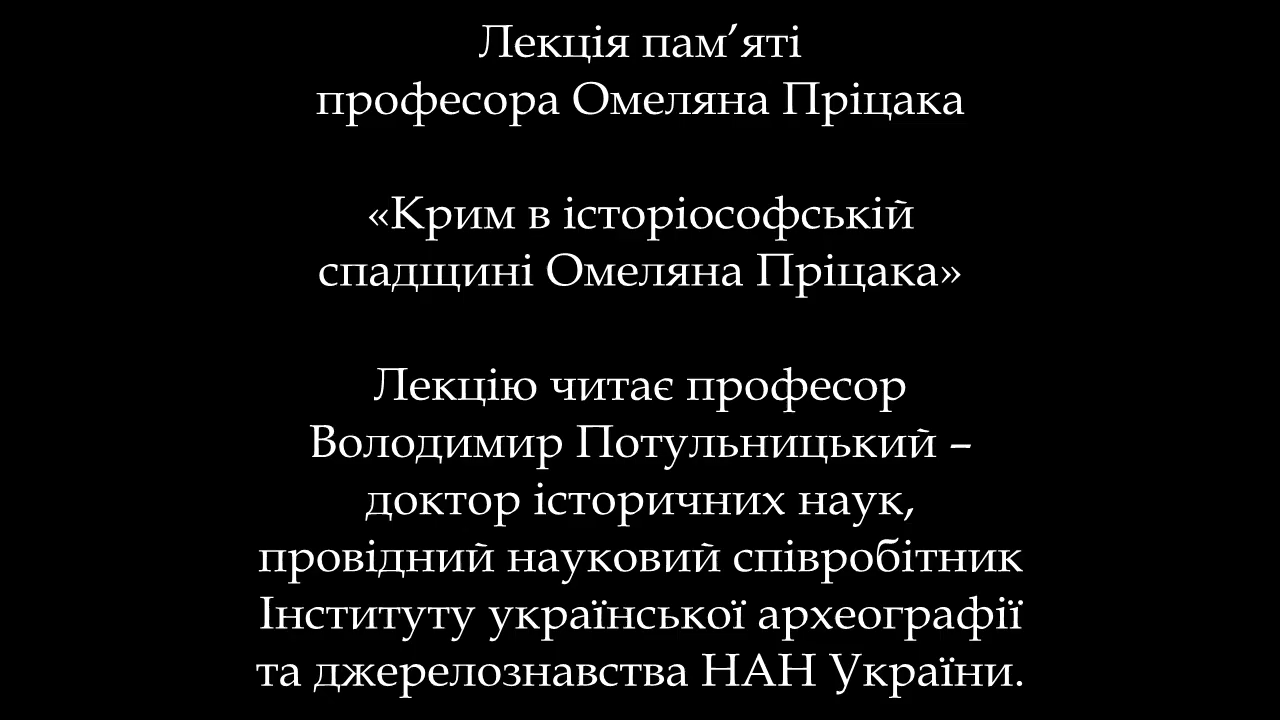 Лекція пам’яті
професора Омеляна Пріцака
«Крим в історіософській
спадщині Омеляна Пріцака»
Лекцію читає професор
Володимир Потульницький –
доктор історичних наук,
провідний науковий співробітник
Інституту української археографії
та джерелознавства НАН України.